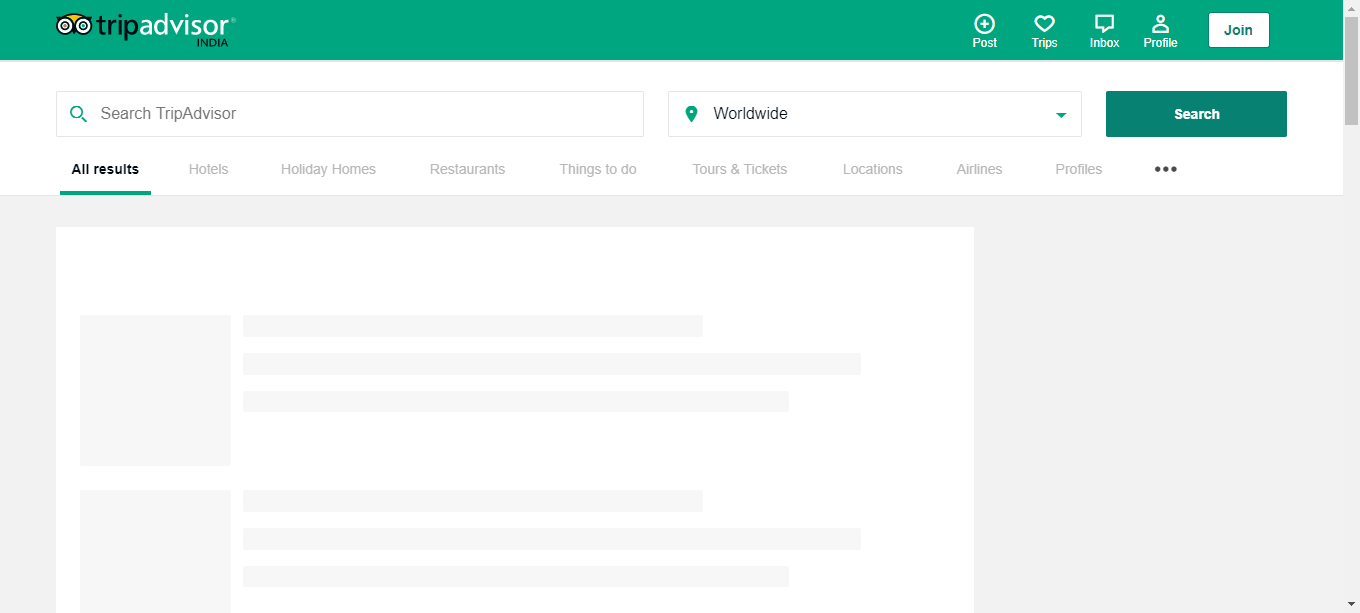 tripadvisor®
INDIA
Post
Trips
Inbox
Profile
Join
Search TripAdvisor
Worldwide
Search
All results
Hotels
Holiday Homes
Restaurants
Things to do
Tours & Tickets
Locations
Airlines
Profiles